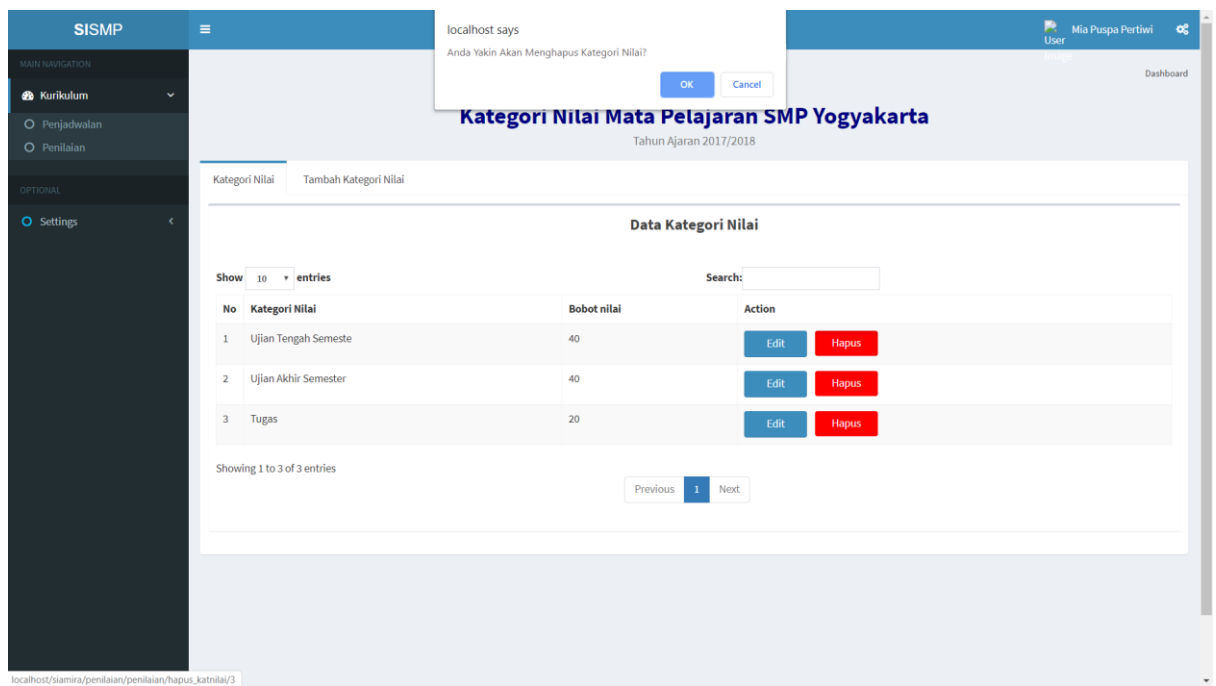 SISMP
localhost says
Anda Yakin Akan Menghapus Kategori Nilai?
OK Cancel
User Image
Mia Puspa Pertiwi
MAIN NAVIGATION
Kurikulum
Penjadwalan
Penilaian
OPTIONAL
Settings
Dashboard
Kategori Nilai Mata Pelajaran SMP Yogyakarta
Tahun Ajaran 2017/2018
Kategori Nilai Tambah Kategori Nilai
Data Kategori Nilai
Show 10 entries Search:
No Kategori Nilai Bobot nilai Action
1 Ujian Tengah Semeste 40 Edit Hapus
2 Ujian Akhir Semester 40 Edit Hapus
3 Tugas 20 Edit Hapus
Showing 1 to 3 of 3 entries
Previous 1 Next
localhost/siamira/penilaian/penilaian/hapus_katnilai/3